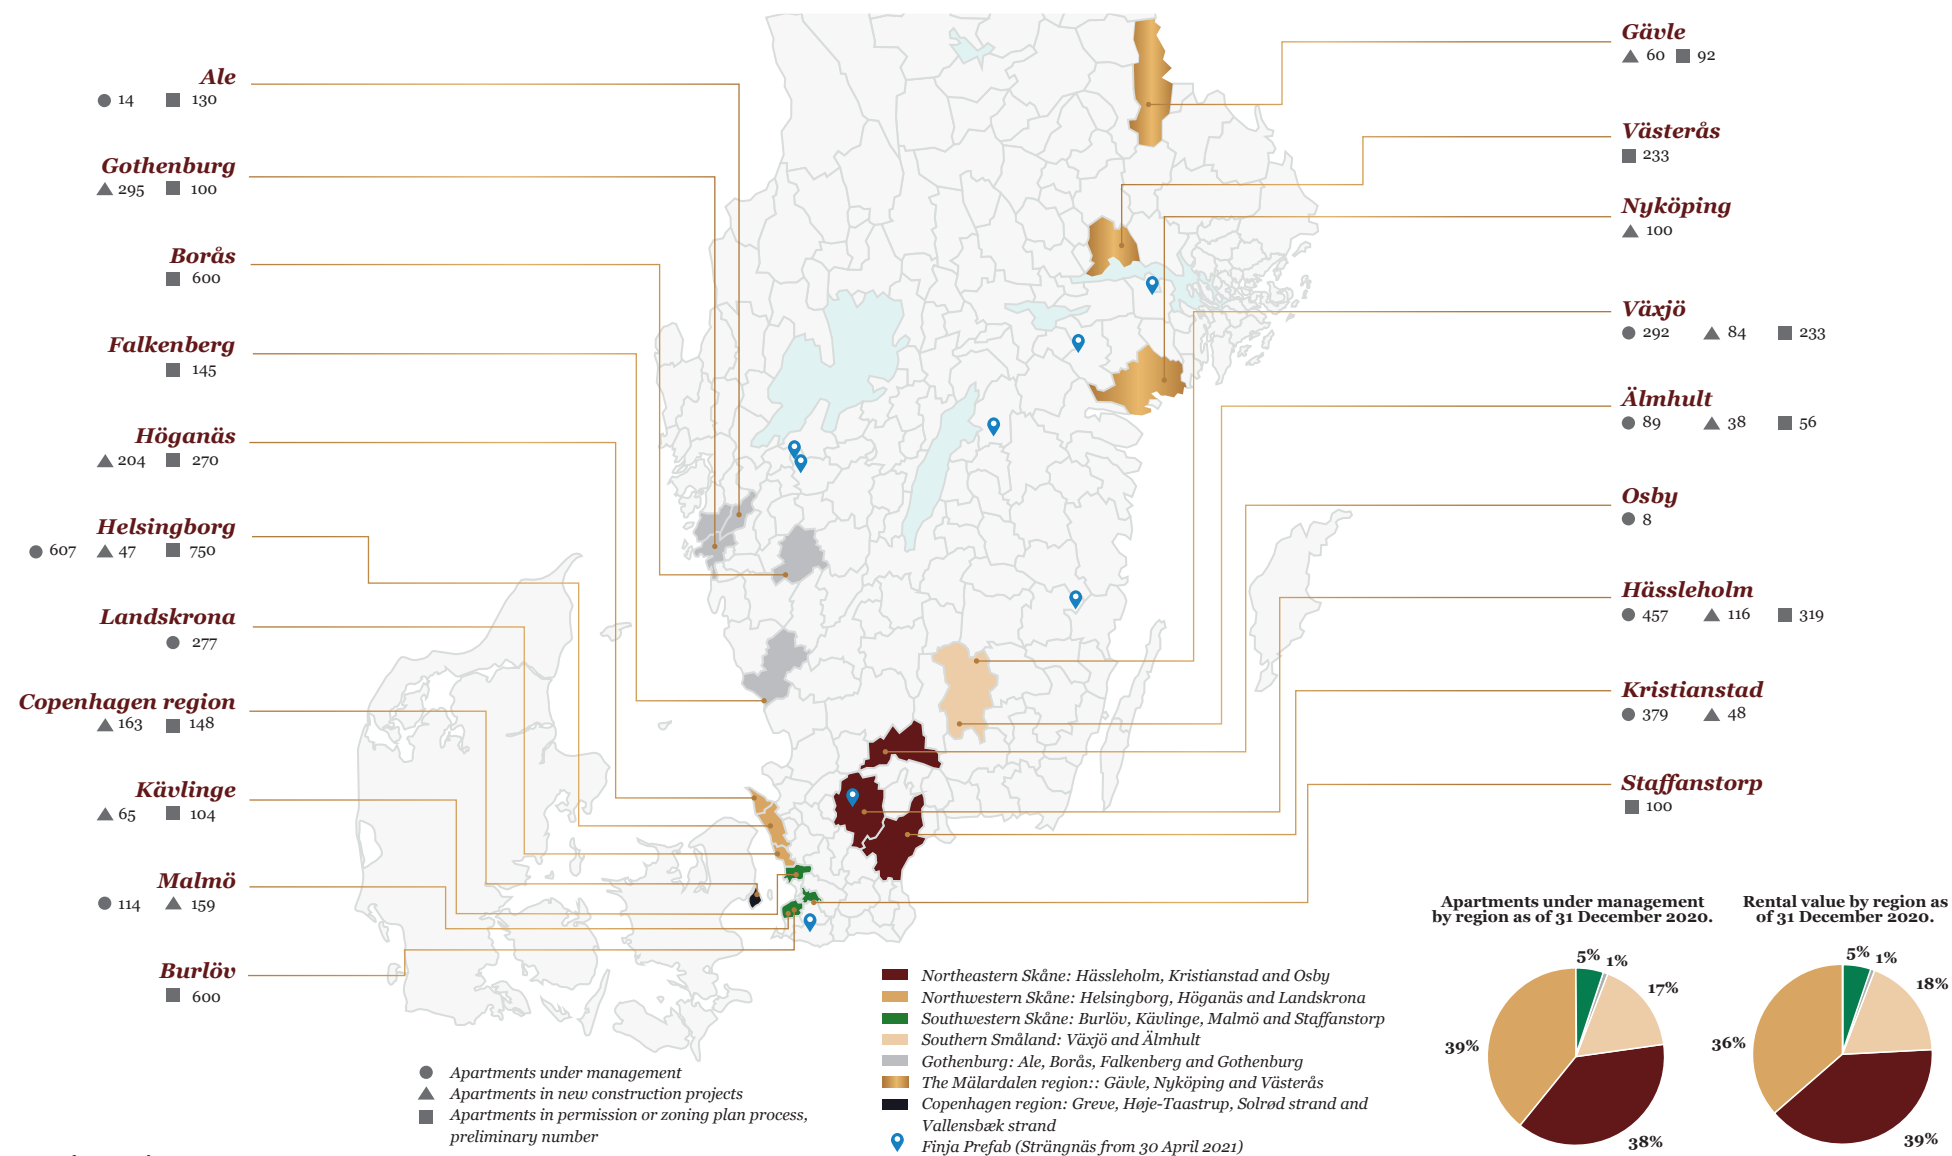 Ale
14 130
Gothenburg
295 100
Borås
600
Falkenberg
145
Höganäs
204 270
Helsingborg
607 47 750
Landskrona
277
Copenhagen region
163 148
Kävlinge
65 104
Malmö
114 159
Burlöv
600
Gävle
60 92
Västerås
233
Nyköping
100
Växjö
292 84 233
Älmhult
89 38 56
Osby
8
Hässleholm
457 116 319
Kristianstad
379 48
Staffanstorp
100
Apartments under management
Apartments in new construction projects
Apartments in permission or zoning plan process,
preliminary number
Northeastern Skåne: Hässleholm, Kristianstad and Osby
Northwestern Skåne: Helsingborg, Höganäs and Landskrona
Southwestern Skåne: Burlöv, Kävlinge, Malmö and Staffanstorp
Southern Småland: Växjö and Älmhult
Gothenburg: Ale, Borås, Falkenberg and Gothenburg
The Mälardalen region:: Gävle, Nyköping and Västerås
Copenhagen region: Greve, Høje-Taastrup, Solrød strand and
Vallensbæk strand
Finja Prefab (Strängnäs from 30 April 2021)
Apartments under management
by region as of 31 December 2020.
5% 1%
17%
39%
38%
Rental value by region as
of 31 December 2020.
5% 1%
18%
36%
39%